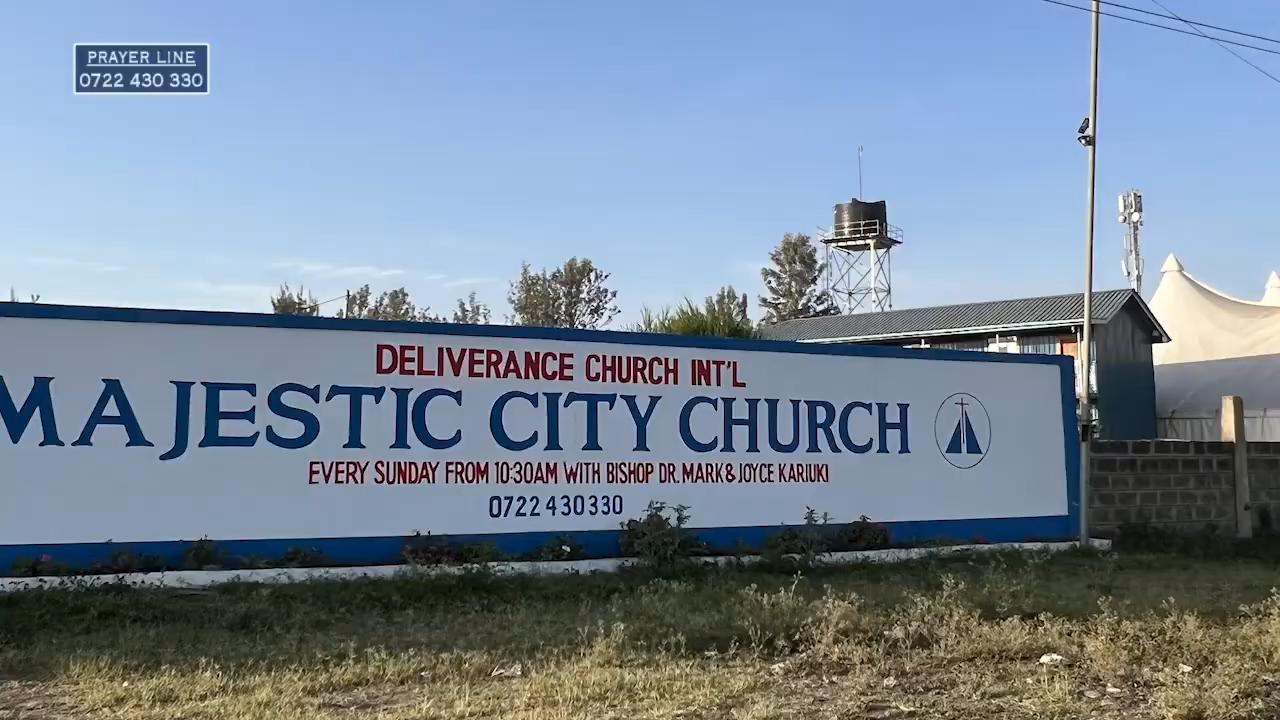 PRAYER LINE
0722 430 330
DELIVERANCE CHURCH INT'L
MAJESTIC CITY CHURCH
EVERY SUNDAY FROM 10:30AM WITH BISHOP DR. MARK & JOYCE KARIUKI
0722 430330